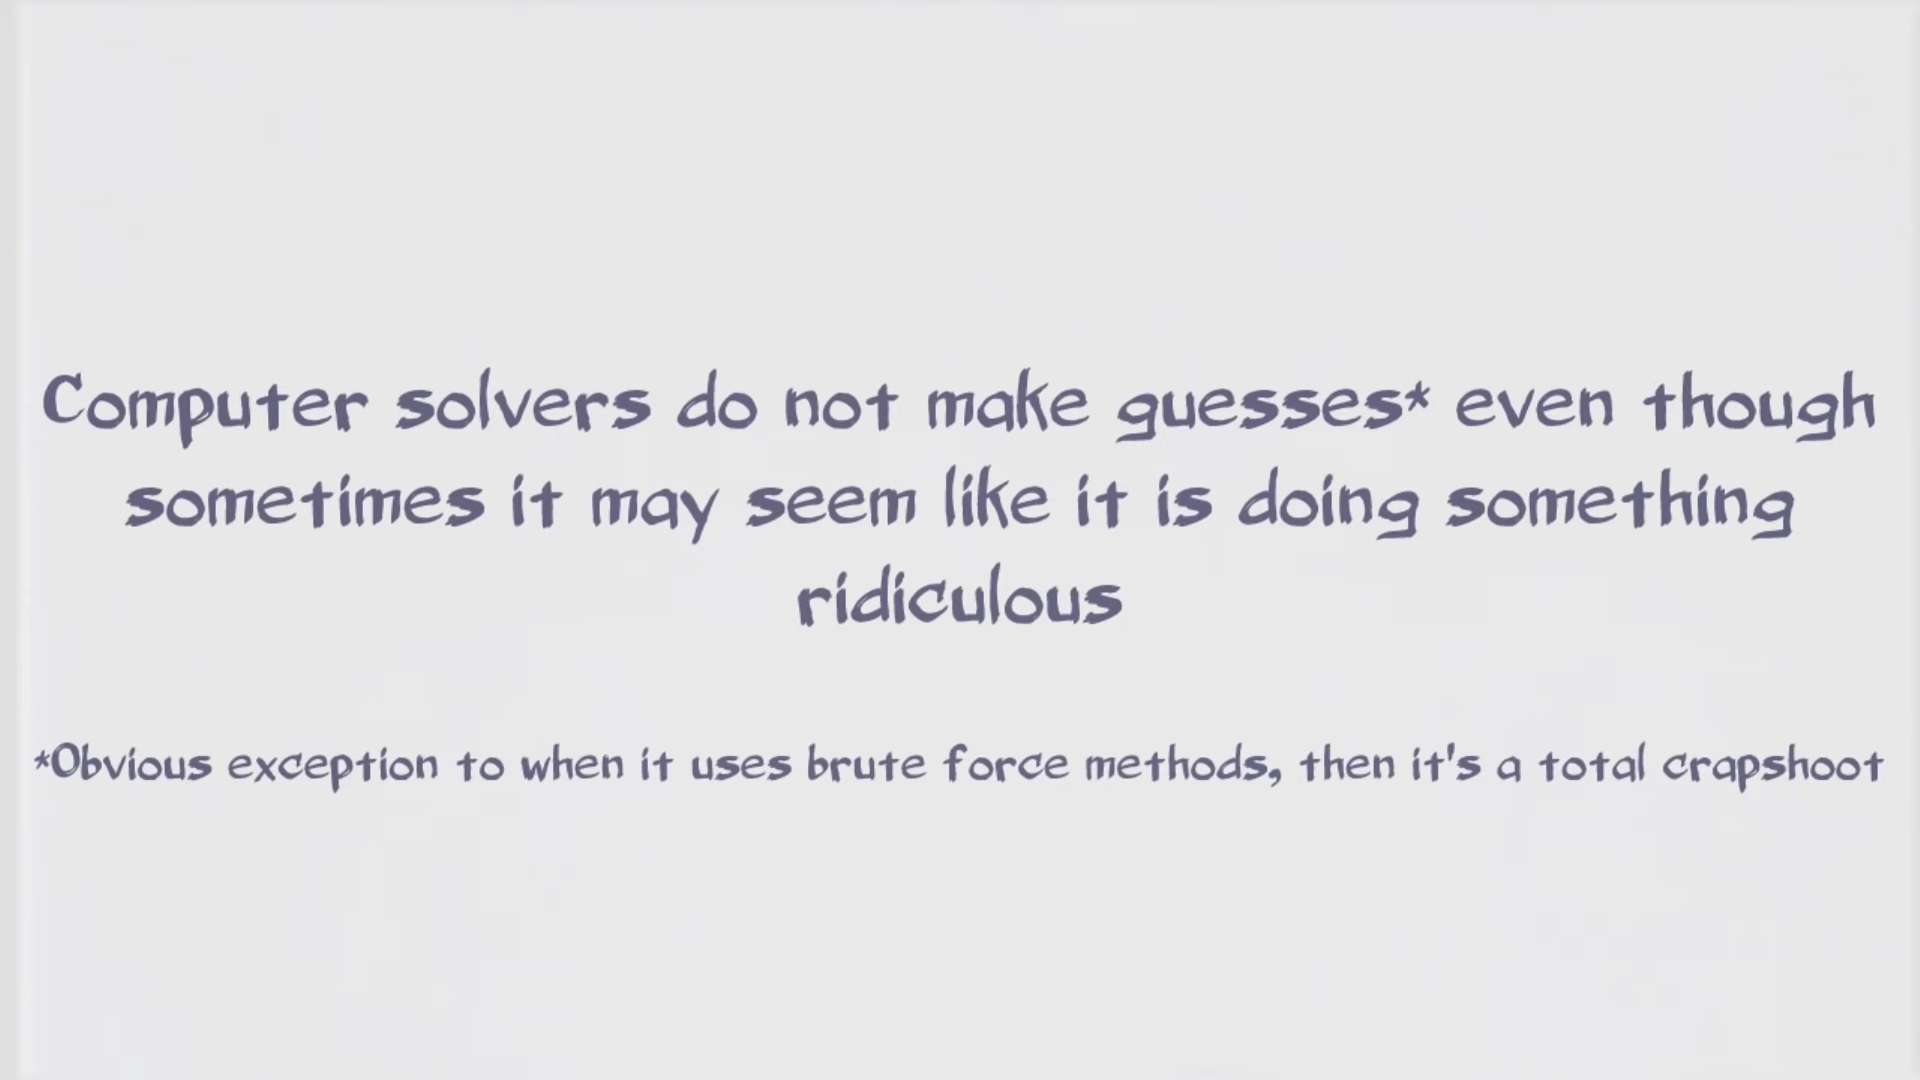 Computer solvers do not make guesses* even though
sometimes it may seem like it is doing something
ridiculous
*Obvious exception to when it uses brute force methods, then it's a total crapshoot